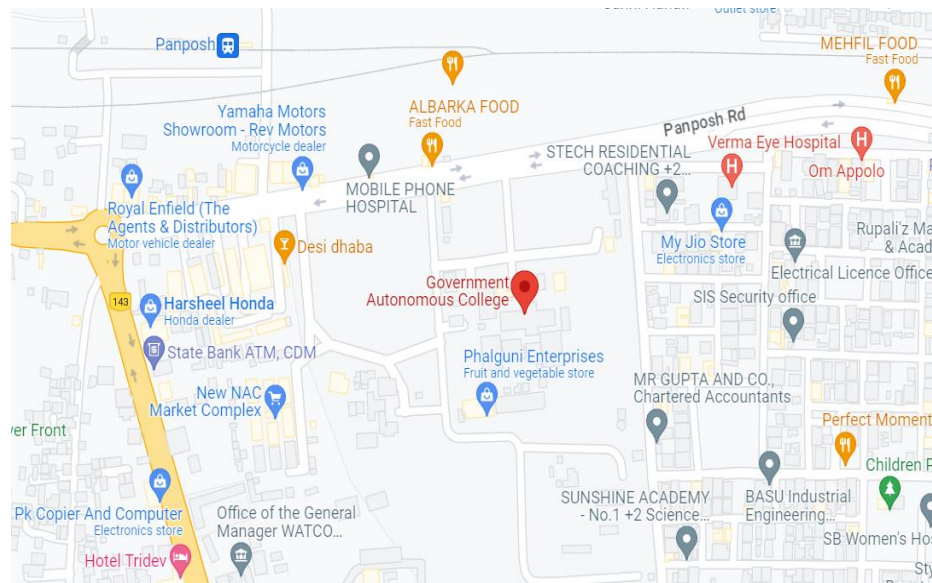 Outlet store
Panposh
MEHFIL FOOD
Fast Food
ALBARKA FOOD
Fast Food
Yamaha Motors
Showroom - Rev Motors
Motorcycle dealer
Panposh Rd
Verma Eye Hospital
Om Appolo
STECH RESIDENTIAL
COACHING +2...
MOBILE PHONE
HOSPITAL
Royal Enfield (The
Agents & Distributors)
Motor vehicle dealer
Desi dhaba
My Jio Store
Electronics store
Rupali'z Ma
& Acad
Government
Autonomous College
Electrical Licence Office
SIS Security office
143
Harsheel Honda
Honda dealer
State Bank ATM, CDM
Phalguni Enterprises
Fruit and vegetable store
MR GUPTA AND CO.,
Chartered Accountants
New NAC
Market Complex
Perfect Moment
er Front
Children P
Pk Copier And Computer
Electronics store
Office of the General
Manager WATCO...
SUNSHINE ACADEMY
- No.1 +2 Science...
BASU Industrial
Engineering...
SB Women's Hos
Hotel Tridev
Sty